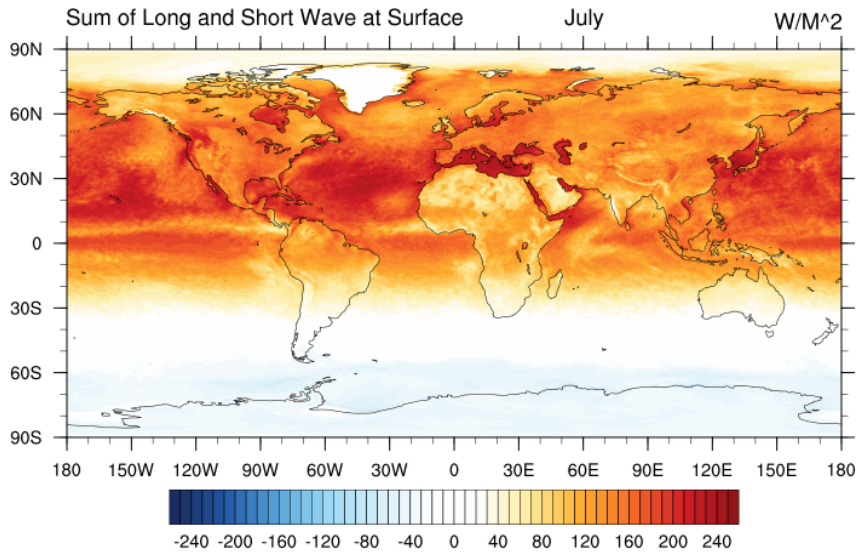 Sum of Long and Short Wave at Surface July W/M^2
90N
60N
30N
0
30S
60S
90S
180 150W 120W 90W 60W 30W 0 30E 60E 90E 120E 150E 180
-240 -200 -160 -120 -80 -40 0 40 80 120 160 200 240